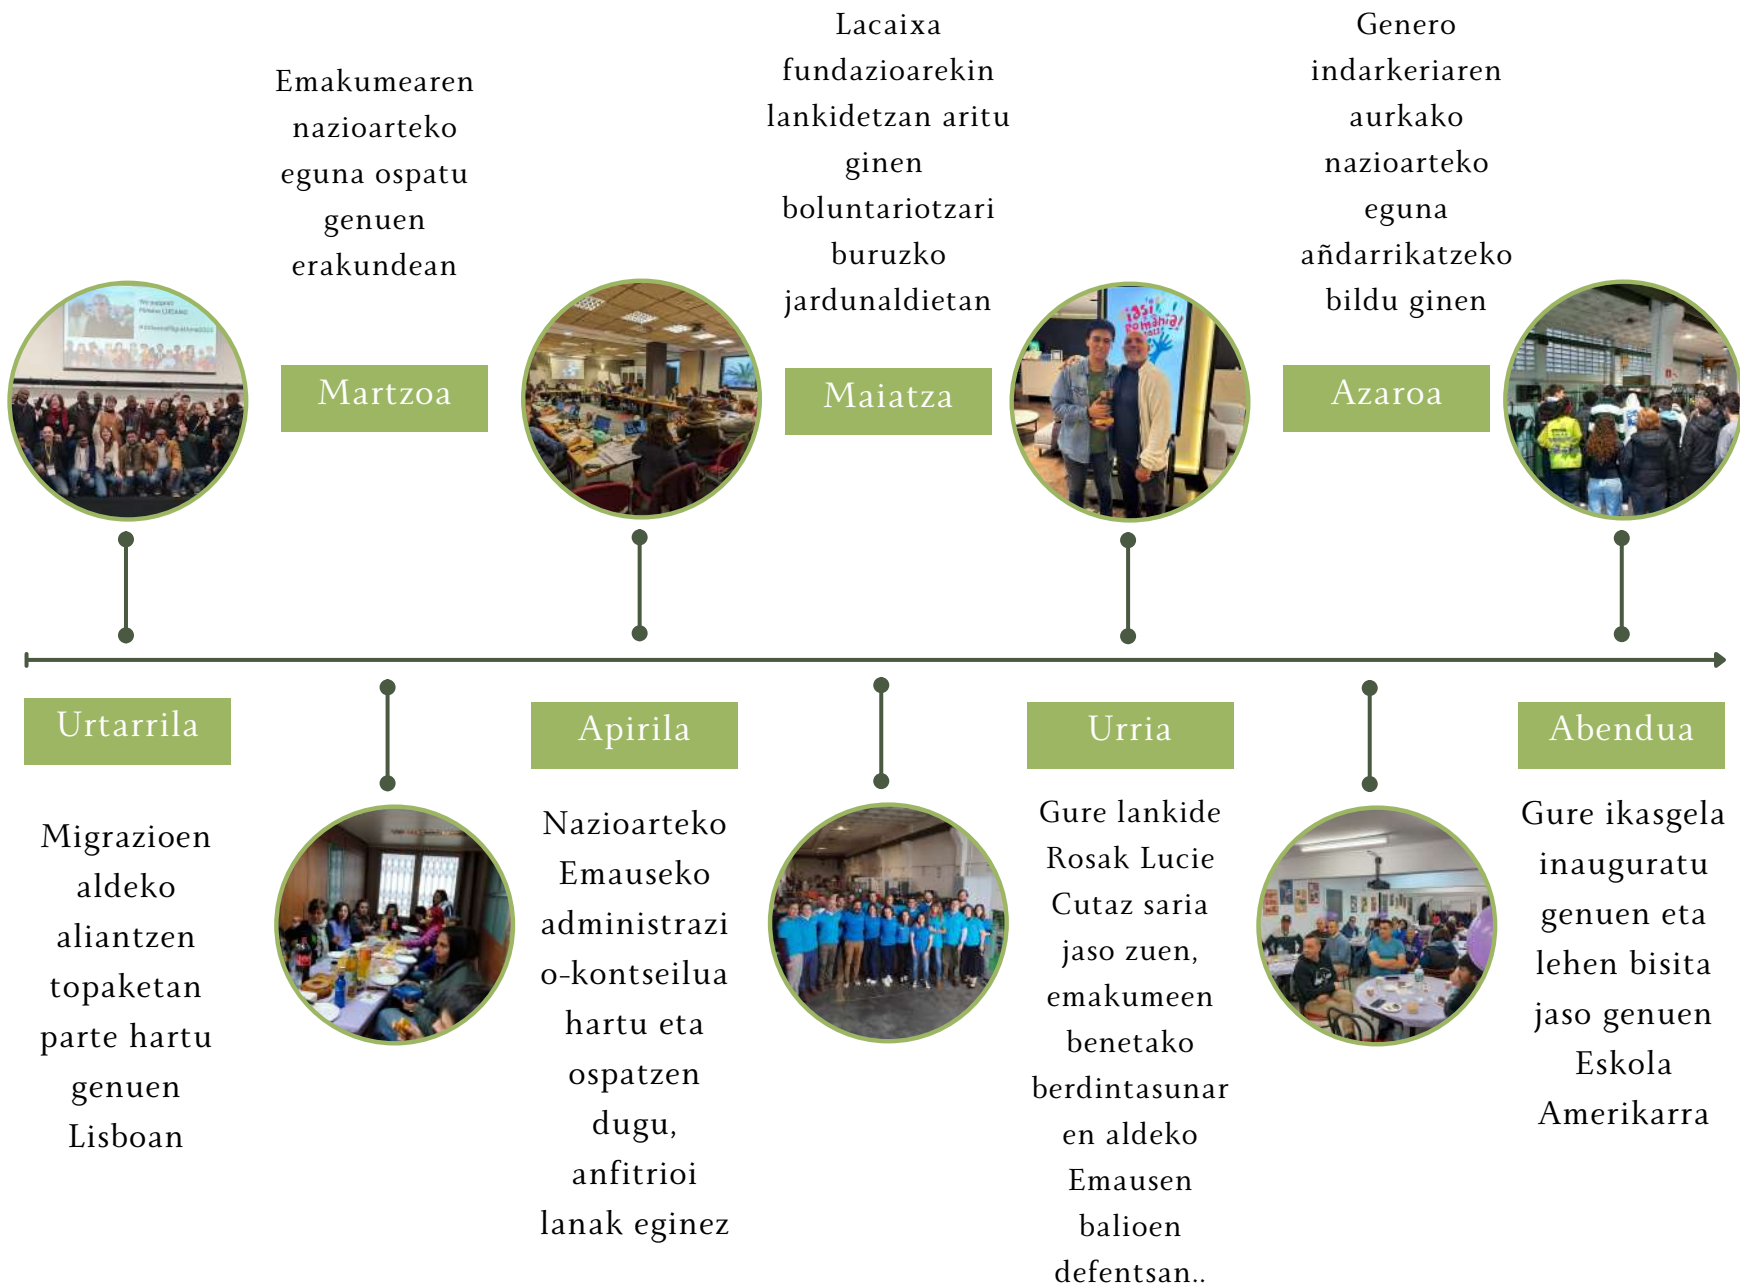 Emakumearen
nazioarteko
eguna ospatu
genuen
erakundean
Martzoa
Lacaixa
fundazioarekin
lankidetzan aritu
ginen
boluntariotzari
buruzko
jardunaldietan
Maiatza
Genero
indarkeriaren
aurkako
nazioarteko
eguna
añdarrikatzeko
bildu ginen
Azaroa
iasi
Romania!
Urtarrila
Migrazioen
aldeko
aliantzen
topaketan
parte hartu
genuen
Lisboan
Apirila
Nazioarteko
Emauseko
administrazi
o-kontseilua
hartu eta
ospatzen
dugu,
anfitrioi
lanak eginez
Urria
Gure lankide
Rosak Lucie
Cutaz saria
jaso zuen,
emakumeen
benetako
berdintasunar
en aldeko
Emausen
balioen
defentsan..
Abendua
Gure ikasgela
inauguratu
genuen eta
lehen bisita
jaso genuen
Eskola
Amerikarra